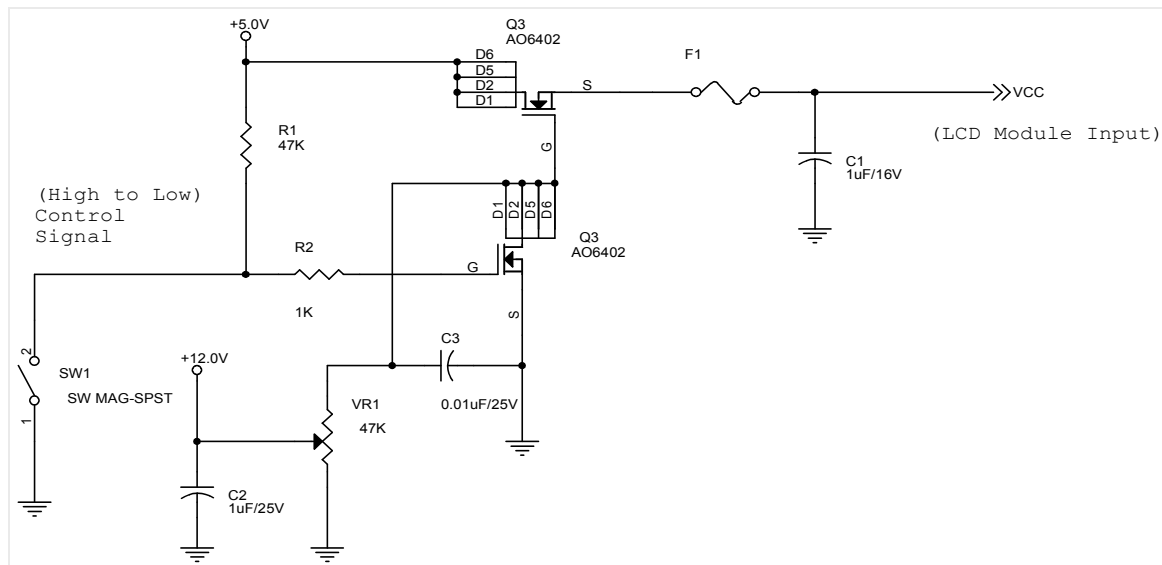 +5.0V
Q3
AO6402
D6
D5
D2
D1
S
F1
VCC
(LCD Module Input)
R1
47K
G
C1
1uF/16V
(High to Low)
Control
Signal
D1
D2
D5
D6
Q3
AO6402
R2
G
1K
S
C3
+12.0V
2
SW1
SW MAG-SPST
1
VR1
47K
0.01uF/25V
C2
1uF/25V